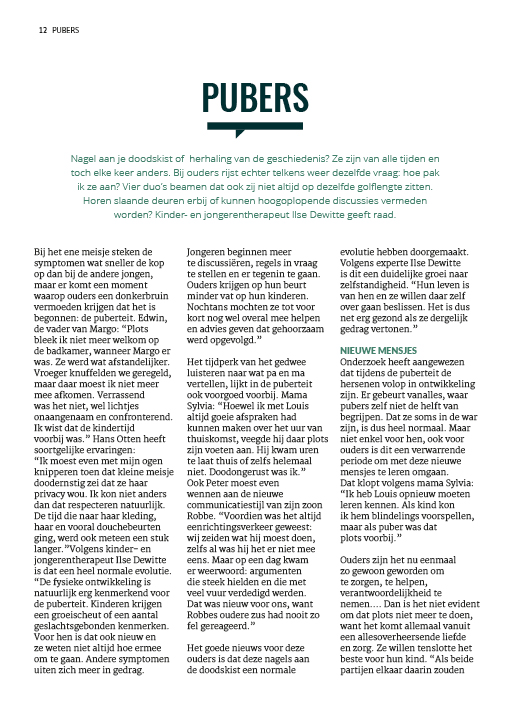 12 PUBERS
PUBERS
Nagel aan je doodskist of herhaling van de geschiedenis? Ze zijn van alle tijden en
toch elke keer anders. Bij ouders rijst echter telkens weer dezelfde vraag: hoe pak
ik ze aan? Vier duo's beamen dat ook zij niet altijd op dezelfde golflengte zitten.
Horen slaande deuren erbij of kunnen hoogoplopende discussies vermeden
worden? Kinder- en jongerentherapeut Ilse Dewitte geeft raad.
Bij het ene meisje steken de
symptomen wat sneller de kop
op dan bij de andere jongen,
maar er komt een moment
waarop ouders een donkerbruin
vermoeden krijgen dat het is
begonnen: de puberteit. Edwin,
de vader van Margo: “Plots
bleek ik niet meer welkom op
de badkamer, wanneer Margo er
was. Ze werd wat afstandelijker.
Vroeger knuffelden we geregeld,
maar daar moest ik niet meer
mee afkomen. Verrassend
was het niet, wel lichtjes
onaangenaam en confronterend.
Ik wist dat de kindertijd
voorbij was.” Hans Otten heeft
soortgelijke ervaringen:
“Ik moest even met mijn ogen
knipperen toen dat kleine meisje
doodernstig zei dat ze haar
privacy wou. Ik kon niet anders
dan dat respecteren natuurlijk.
De tijd die naar haar kleding,
haar en vooral douchebeurten
ging, werd ook meteen een stuk
langer.”Volgens kinder- en
jongerentherapeut Ilse Dewitte
is dat een heel normale evolutie.
“De fysieke ontwikkeling is
natuurlijk erg kenmerkend voor
de puberteit. Kinderen krijgen
een groeischeut of een aantal
geslachtsgebonden kenmerken.
Voor hen is dat ook nieuw en
ze weten niet altijd hoe ermee
om te gaan. Andere symptomen
uiten zich meer in gedrag.
Jongeren beginnen meer
te discussiëren, regels in vraag
te stellen en er tegenin te gaan.
Ouders krijgen op hun beurt
minder vat op hun kinderen.
Nochtans mochten ze tot voor
kort nog wel overal mee helpen
en advies geven dat gehoorzaam
werd opgevolgd.”
Het tijdperk van het gedwee
luisteren naar wat pa en ma
vertellen, lijkt in de puberteit
ook voorgoed voorbij. Mama
Sylvia: “Hoewel ik met Louis
altijd goeie afspraken had
kunnen maken over het uur van
thuiskomst, veegde hij daar plots
zijn voeten aan. Hij kwam uren
te laat thuis of zelfs helemaal
niet. Doodongerust was ik.”
Ook Peter moest even
wennen aan de nieuwe
communicatiestijl van zijn zoon
Robbe. “Voordien was het altijd
eenrichtingsverkeer geweest:
wij zeiden wat hij moest doen,
zelfs al was hij het er niet mee
eens. Maar op een dag kwam
er weerwoord: argumenten
die steek hielden en die met
veel vuur verdedigd werden.
Dat was nieuw voor ons, want
Robbes oudere zus had nooit zo
fel gereageerd.”
Het goede nieuws voor deze
ouders is dat deze nagels aan
de doodskist een normale
evolutie hebben doorgemaakt.
Volgens experte Ilse Dewitte
is dit een duidelijke groei naar
zelfstandigheid. “Hun leven is
van hen en ze willen daar zelf
over gaan beslissen. Het is dus
net erg gezond als ze dergelijk
gedrag vertonen.”
NIEUWE MENSJES
Onderzoek heeft aangewezen
dat tijdens de puberteit de
hersenen volop in ontwikkeling
zijn. Er gebeurt vanalles, waar
pubers zelf niet de helft van
begrijpen. Dat ze soms in de war
zijn, is dus heel normaal. Maar
niet enkel voor hen, ook voor
ouders is dit een verwarrende
periode om met deze nieuwe
mensjes te leren omgaan.
Dat klopt volgens mama Sylvia:
“Ik heb Louis opnieuw moeten
leren kennen. Als kind kon
ik hem blindelings voorspellen,
maar als puber was dat
plots voorbij.”
Ouders zijn het nu eenmaal
zo gewoon geworden om
te zorgen, te helpen,
verantwoordelijkheid te
nemen…. Dan is het niet evident
om dat plots niet meer te doen,
want het komt allemaal vanuit
een allesoverheersende liefde
en zorg. Ze willen tenslotte het
beste voor hun kind. “Als beide
partijen elkaar daarin zouden